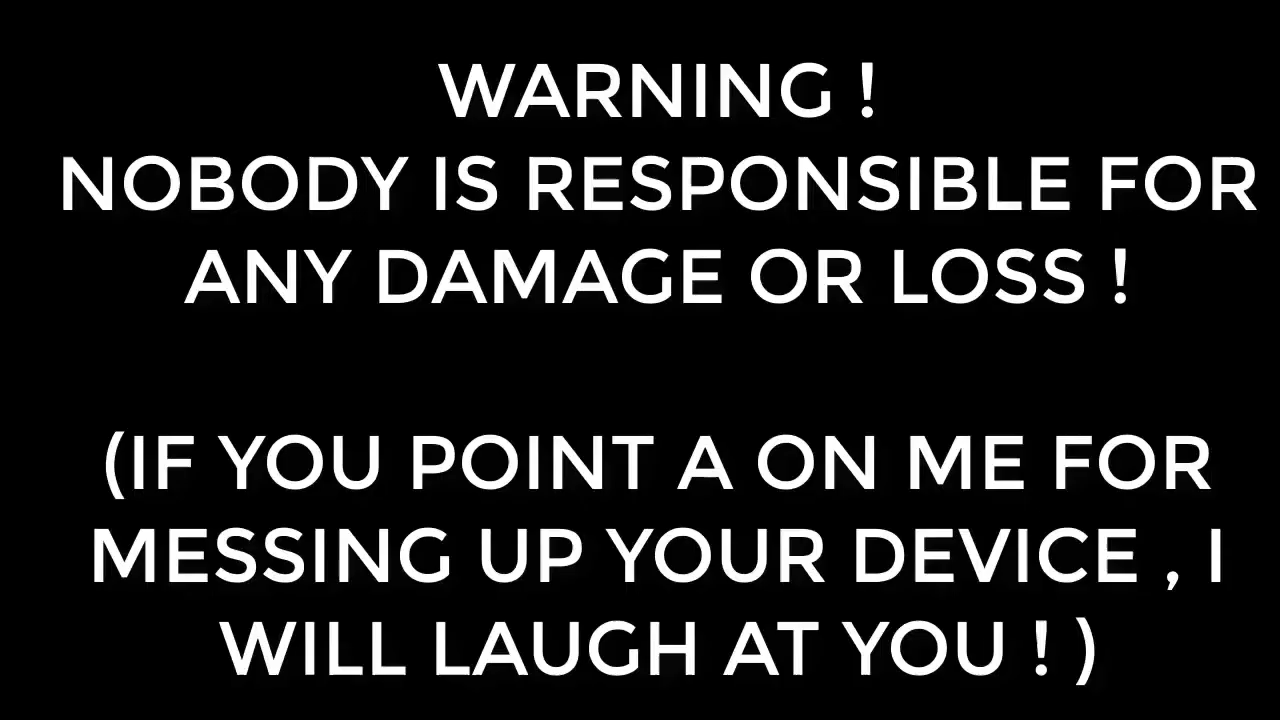 WARNING !
NOBODY IS RESPONSIBLE FOR
ANY DAMAGE OR LOSS !
(IF YOU POINT A ON ME FOR
MESSING UP YOUR DEVICE , I
WILL LAUGH AT YOU ! )